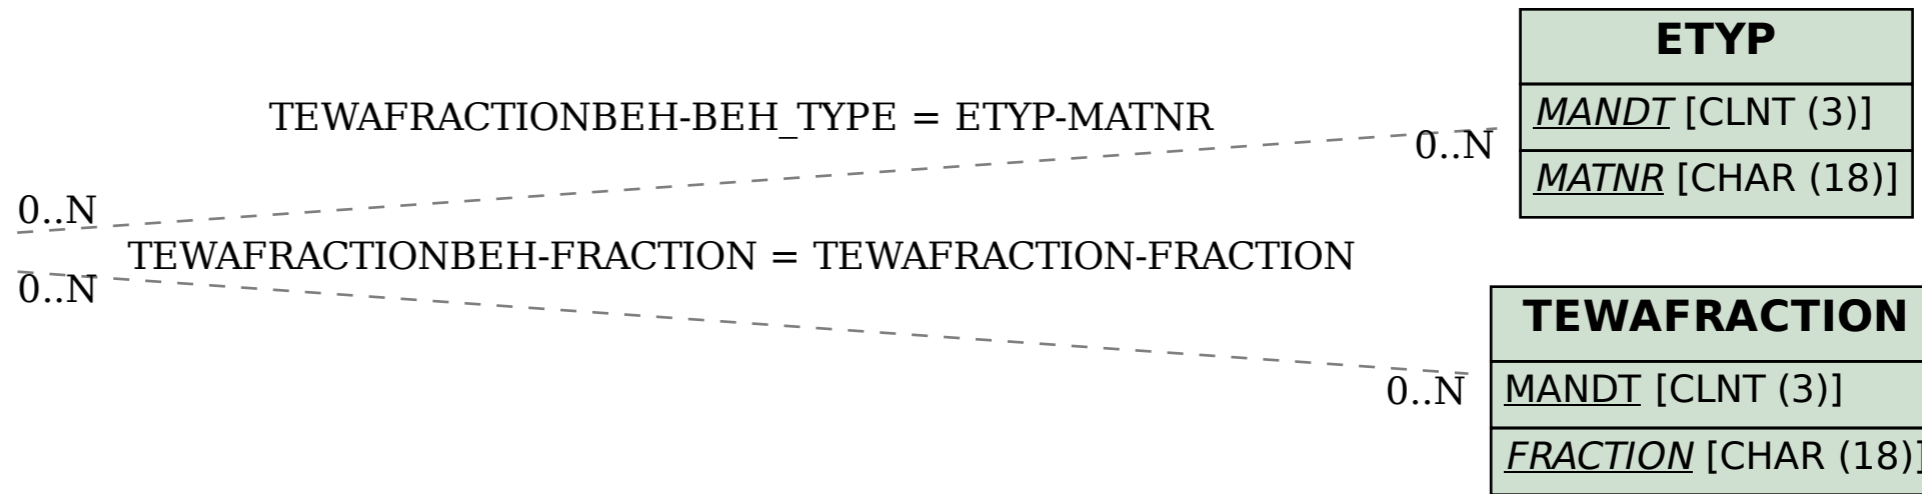 ETYP
MANDT [CLNT (3)]
MATNR [CHAR (18)]
TEWAFRACTIONBEH-BEH_TYPE = ETYP-MATNR
0..N
0..N
TEWAFRACTIONBEH-FRACTION = TEWAFRACTION-FRACTION
0..N
0..N
TEWAFRACTION
MANDT [CLNT (3)]
FRACTION [CHAR (18)]